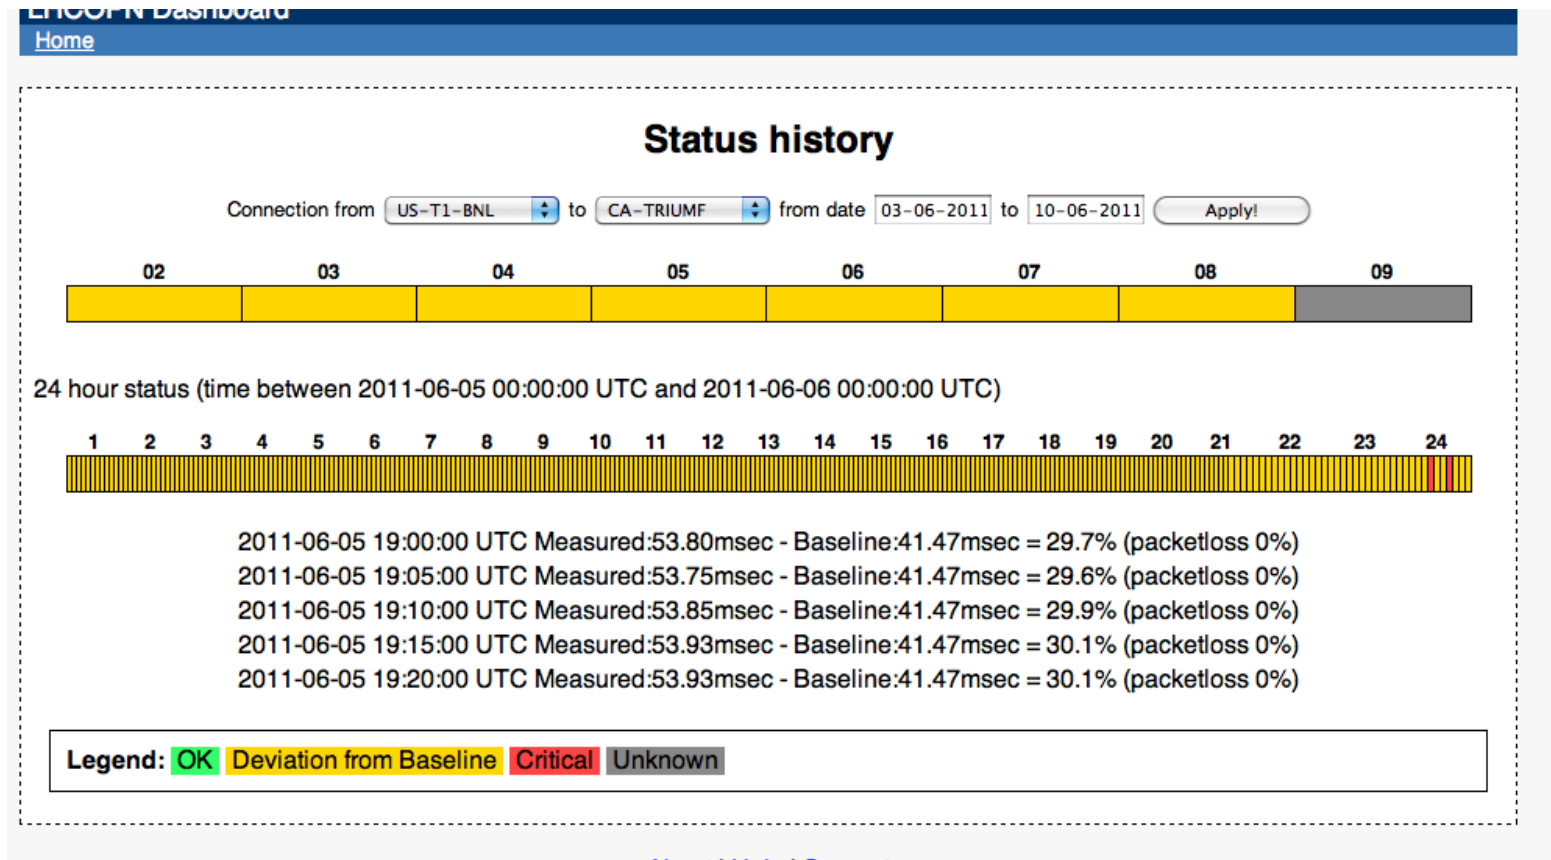 LHCOPN Dashboard
Home
Status history
Connection from US-T1-BNL to CA-TRIUMF from date 03-06-2011 to 10-06-2011 Apply!
02 03 04 05 06 07 08 09
24 hour status (time between 2011-06-05 00:00:00 UTC and 2011-06-06 00:00:00 UTC)
1 2 3 4 5 6 7 8 9 10 11 12 13 14 15 16 17 18 19 20 21 22 23 24
2011-06-05 19:00:00 UTC Measured:53.80msec - Baseline:41.47msec = 29.7% (packetloss 0%)
2011-06-05 19:05:00 UTC Measured:53.75msec - Baseline:41.47msec = 29.6% (packetloss 0%)
2011-06-05 19:10:00 UTC Measured:53.85msec - Baseline:41.47msec = 29.9% (packetloss 0%)
2011-06-05 19:15:00 UTC Measured:53.93msec - Baseline:41.47msec = 30.1% (packetloss 0%)
2011-06-05 19:20:00 UTC Measured:53.93msec - Baseline:41.47msec = 30.1% (packetloss 0%)
Legend: OK Deviation from Baseline Critical Unknown